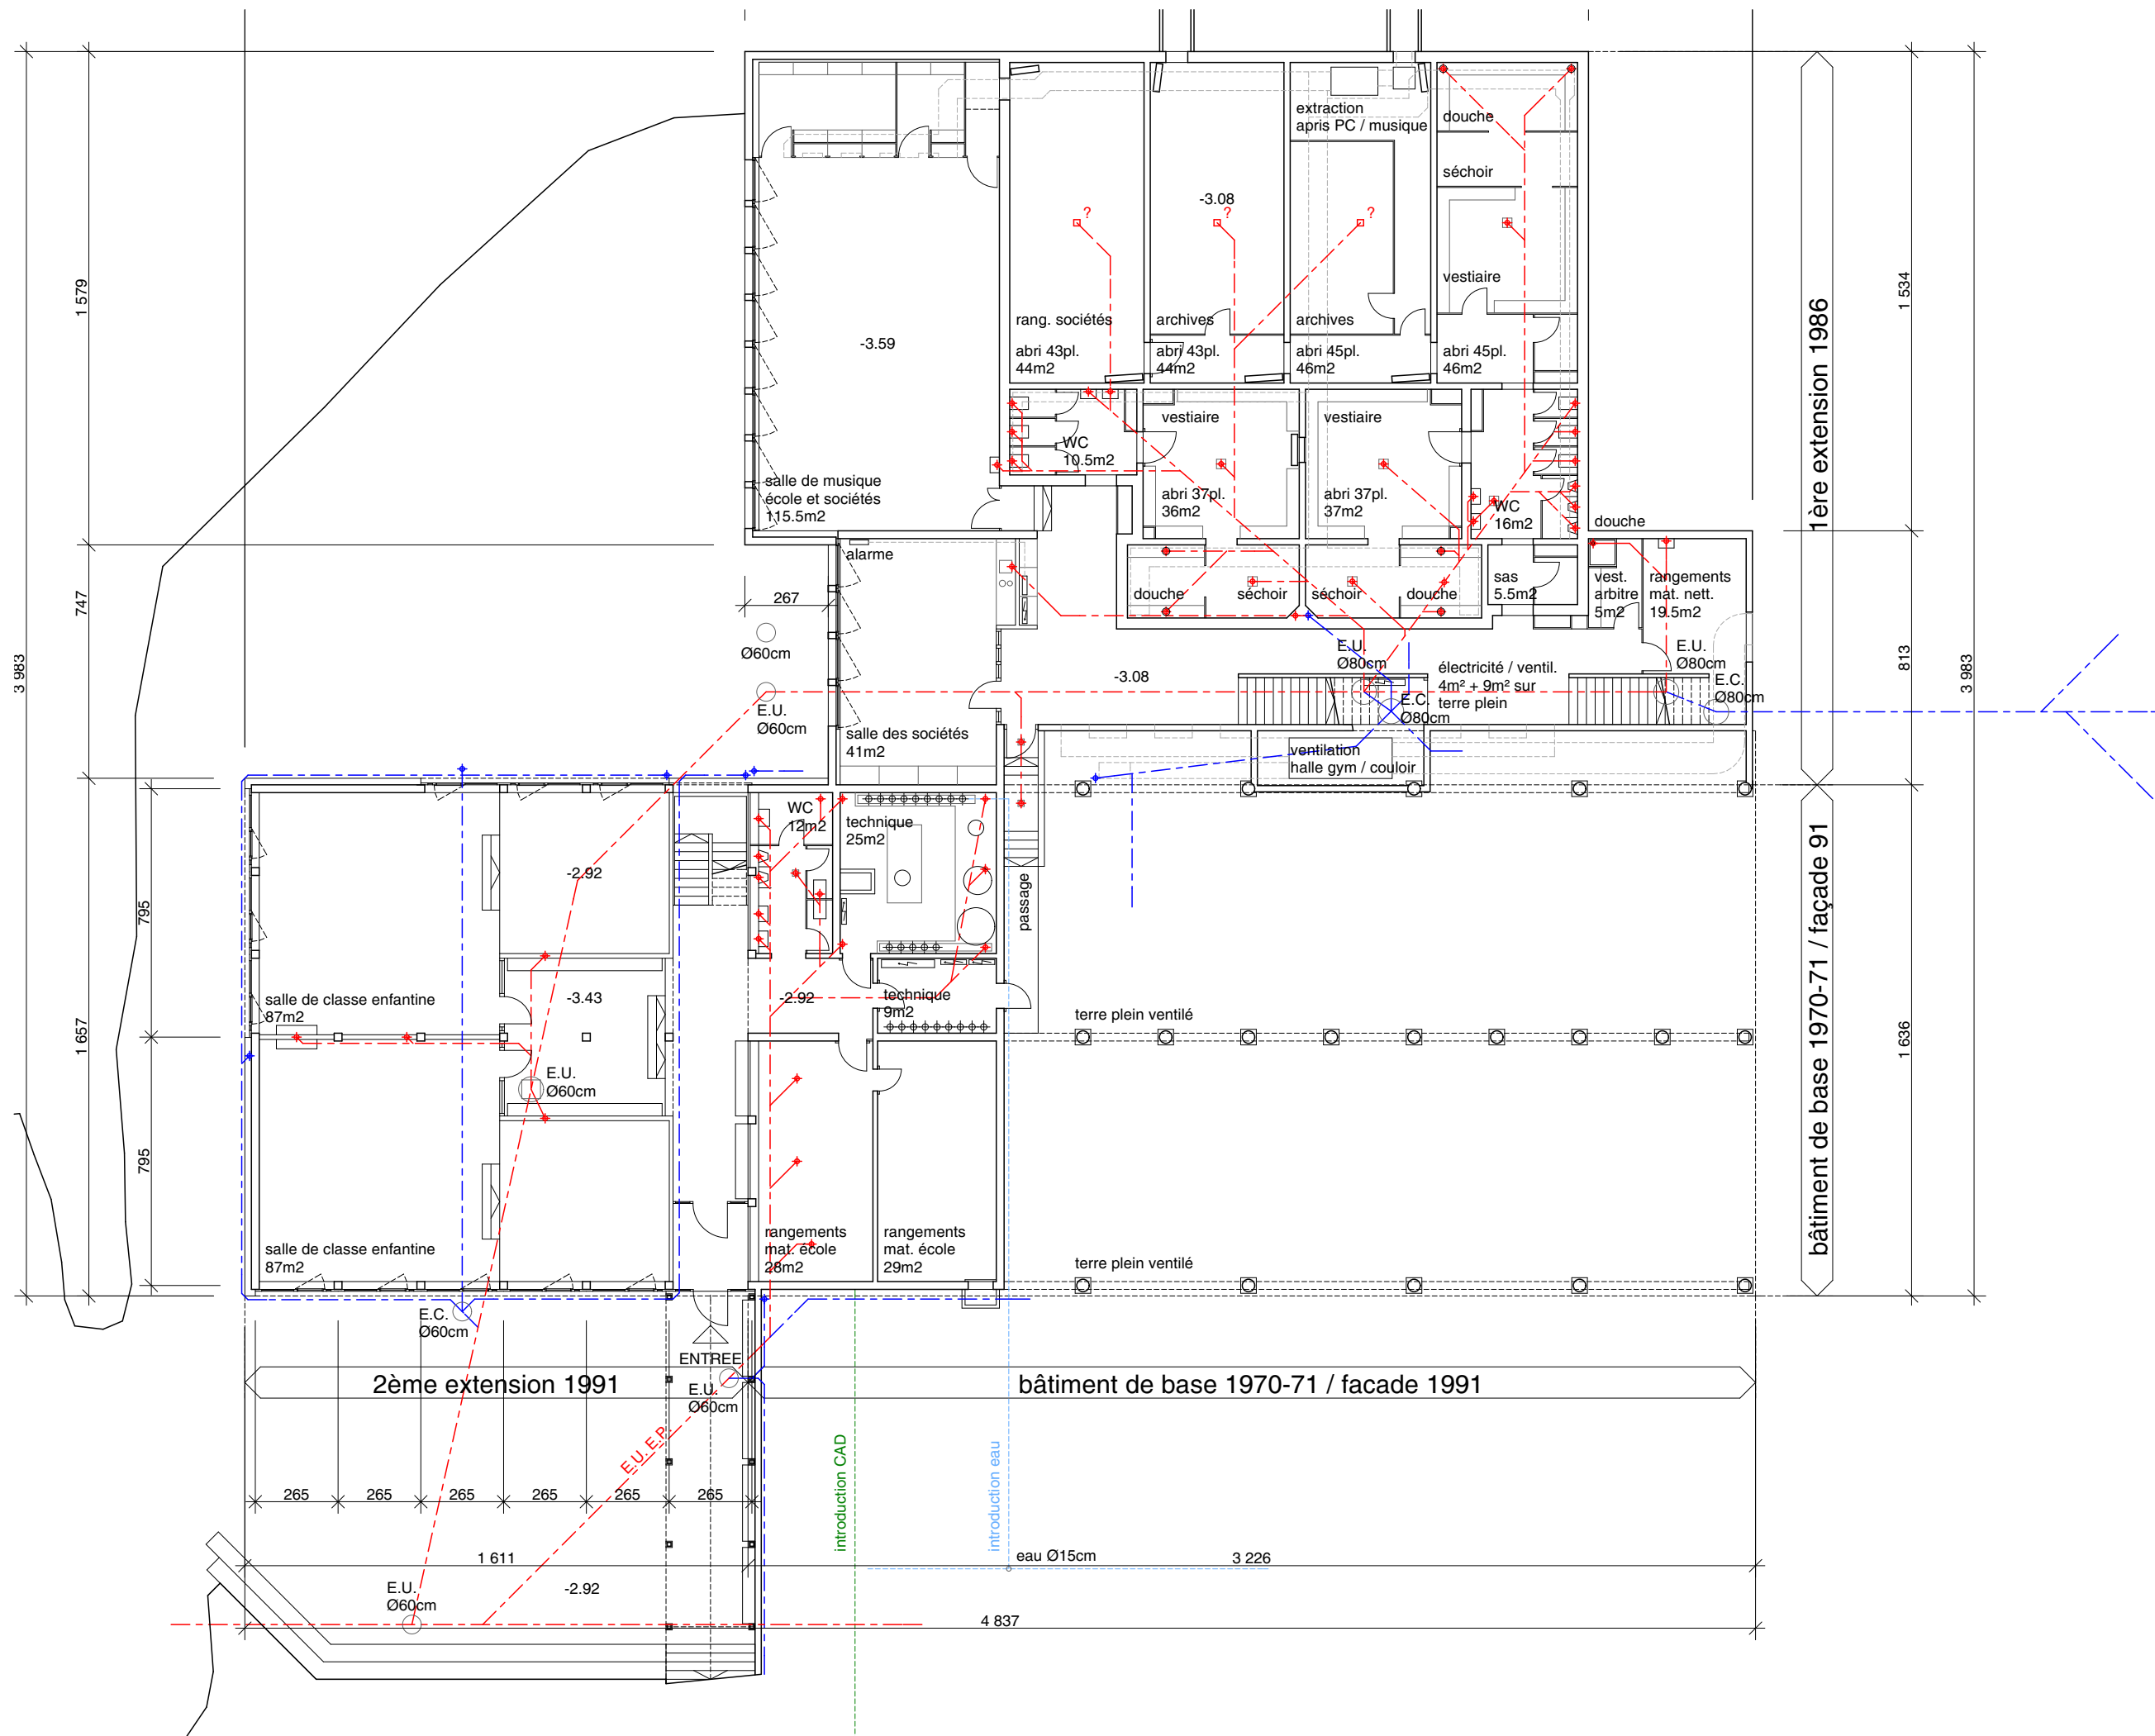 extraction
apris PC / musique
douche
séchoir
-3.08
?
?
?
vestiaire
rang. sociétés
archives
archives
abri 43pl.
44m2
abri 43pl.
44m2
abri 45pl.
46m2
abri 45pl.
46m2
-3.59
1 579
1 534
1ère extension 1986
vestiaire
vestiaire
WC
10.5m2
salle de musique
école et sociétés
115.5m2
abri 37pl.
36m2
abri 37pl.
37m2
WC
16m2
douche
alarme
747
267
Ø60cm
douche
séchoir
séchoir
douche
sas
5.5m2
vest.
arbitre
5m2
rangements
mat. nett.
19.5m2
3 983
813
3 983
E.U.
Ø80cm
E.U.
Ø80cm
-3.08
électricité / ventil.
4m² + 9m² sur
terre plein
E.C.
Ø80cm
E.C.
Ø80cm
E.U.
Ø60cm
salle des sociétés
41m2
ventilation
halle gym / couloir
WC
12m2
technique
25m2
-2.92
passage
795
salle de classe enfantine
87m2
-3.43
-2.92
technique
9m2
terre plein ventilé
1 657
1 636
bâtiment de base 1970-71 / façade 91
E.U.
Ø60cm
795
salle de classe enfantine
87m2
rangements
mat. école
28m2
rangements
mat. école
29m2
terre plein ventilé
E.C.
Ø60cm
ENTREE
2ème extension 1991
E.U.
Ø60cm
bâtiment de base 1970-71 / facade 1991
E.U. E.P.
introduction CAD
introduction eau
265
265
265
265
265
265
1 611
eau Ø15cm
3 226
E.U.
Ø60cm
-2.92
4 837